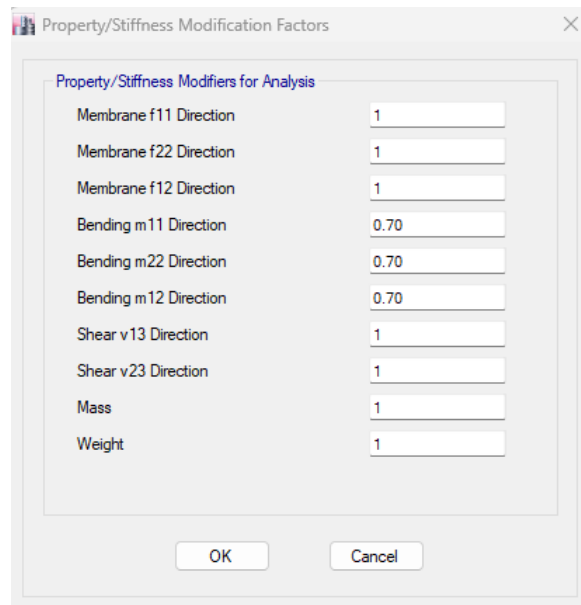 Property/Stiffness Modification Factors
Property/Stiffness Modifiers for Analysis
Membrane f11 Direction 1
Membrane f22 Direction 1
Membrane f12 Direction 1
Bending m11 Direction 0.70
Bending m22 Direction 0.70
Bending m12 Direction 0.70
Shear v13 Direction 1
Shear v23 Direction 1
Mass 1
Weight 1
OK Cancel